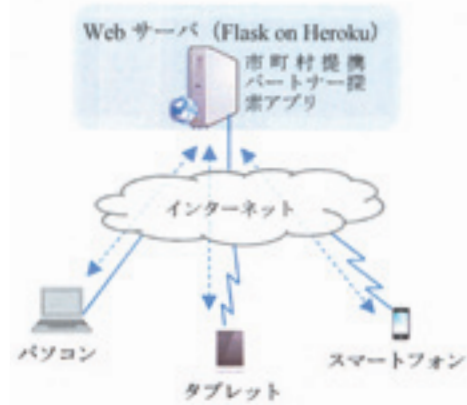 Web サーバ (Flask on Heroku)
市町村提携
パートナー探
索アプリ
インターネット
パソコン
タブレット
スマートフォン